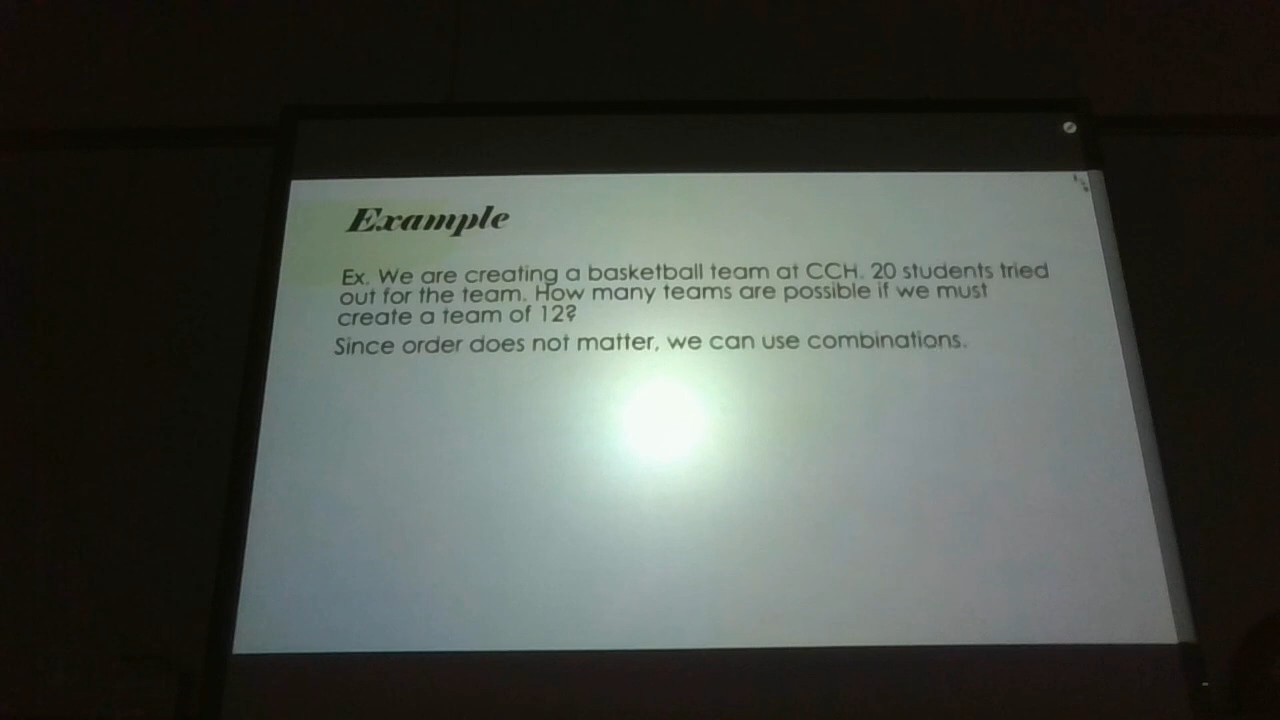 Example
Ex. We are creating a basketball team at CCH. 20 students tried
out for the team. How many teams are possible if we must
create a team of 12?
Since order does not matter, we can use combinations.